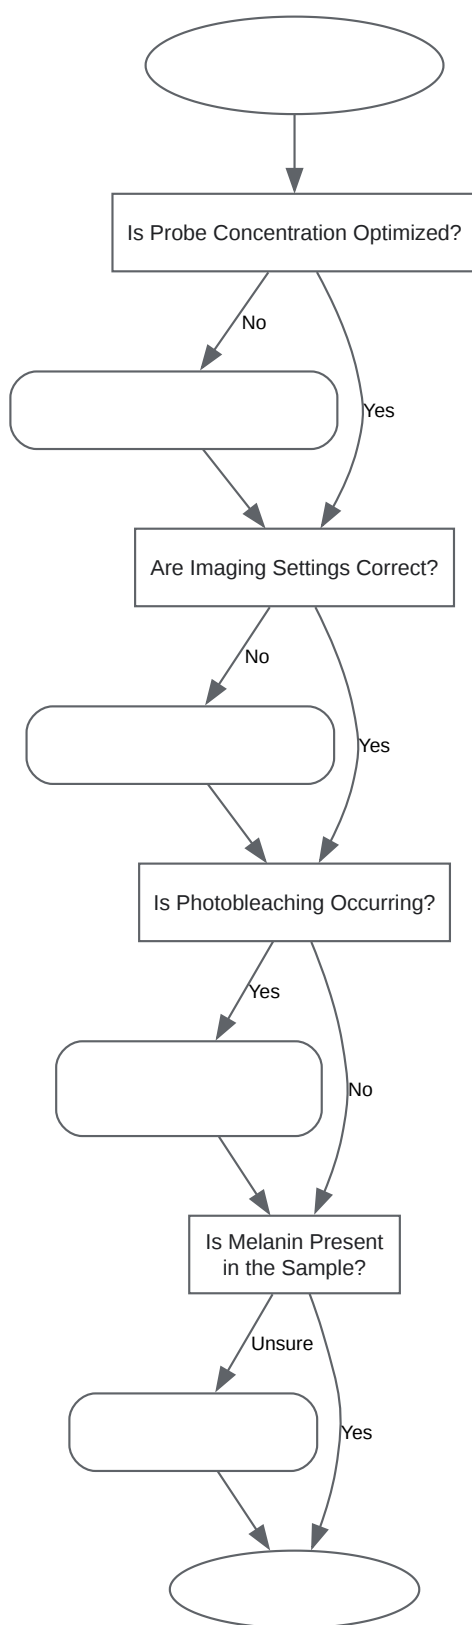 Is Probe Concentration Optimized?
No
Yes
Are Imaging Settings Correct?
No
Yes
Is Photobleaching Occurring?
Yes
No
Is Melanin Present
in the Sample?
Unsure
Yes